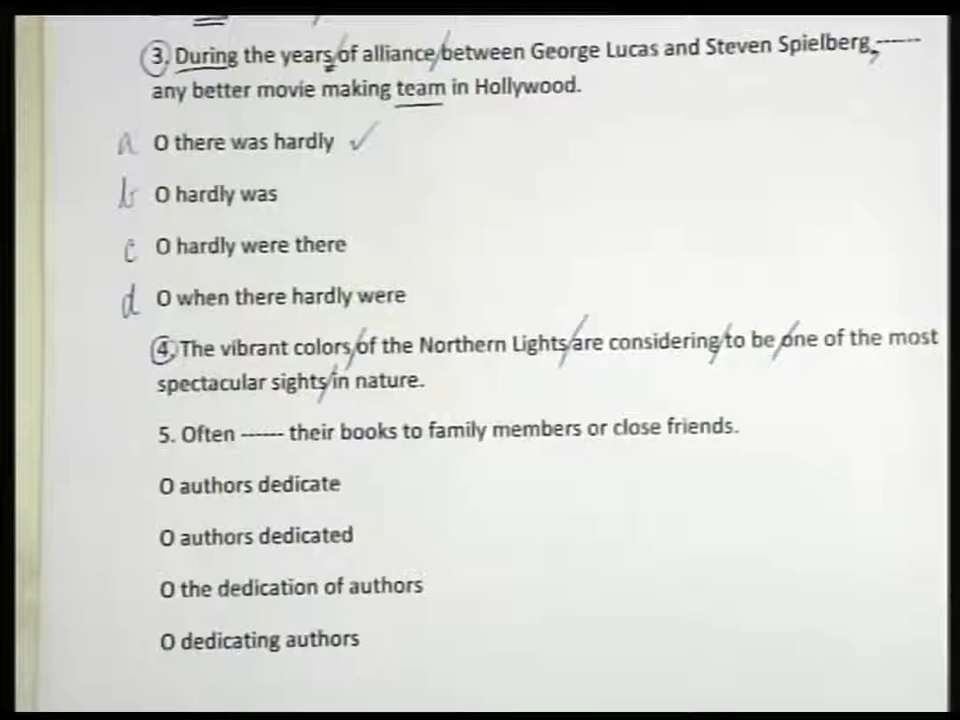 3. During the years of alliance between George Lucas and Steven Spielberg, ------
any better movie making team in Hollywood.
a O there was hardly ✓
b O hardly was
c O hardly were there
d O when there hardly were
4. The vibrant colors of the Northern Lights are considering to be one of the most
spectacular sights in nature.
5. Often ------ their books to family members or close friends.
O authors dedicate
O authors dedicated
O the dedication of authors
O dedicating authors